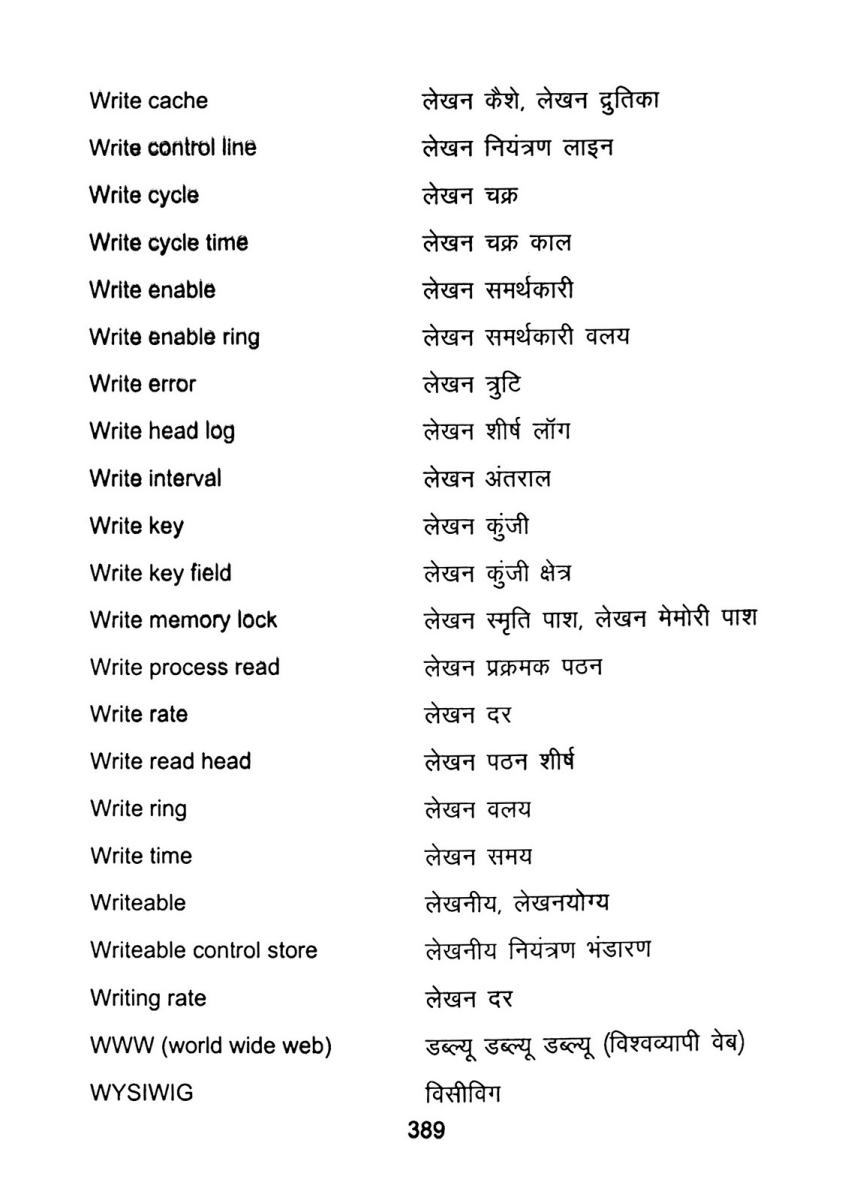 Write cache लेखन कैशे, लेखन द्रुतिका
Write control line लेखन नियंत्रण लाइन
Write cycle लेखन चक्र
Write cycle time लेखन चक्र काल
Write enable लेखन समर्थकारी
Write enable ring लेखन समर्थकारी वलय
Write error लेखन त्रुटि
Write head log लेखन शीर्ष लॉग
Write interval लेखन अंतराल
Write key लेखन कुंजी
Write key field लेखन कुंजी क्षेत्र
Write memory lock लेखन स्मृति पाश, लेखन मेमोरी पाश
Write process read लेखन प्रक्रमक पठन
Write rate लेखन दर
Write read head लेखन पठन शीर्ष
Write ring लेखन वलय
Write time लेखन समय
Writeable लेखनीय, लेखनयोग्य
Writeable control store लेखनीय नियंत्रण भंडारण
Writing rate लेखन दर
WWW (world wide web) डब्ल्यू डब्ल्यू डब्ल्यू (विश्वव्यापी वेब)
WYSIWIG विसीविग
389